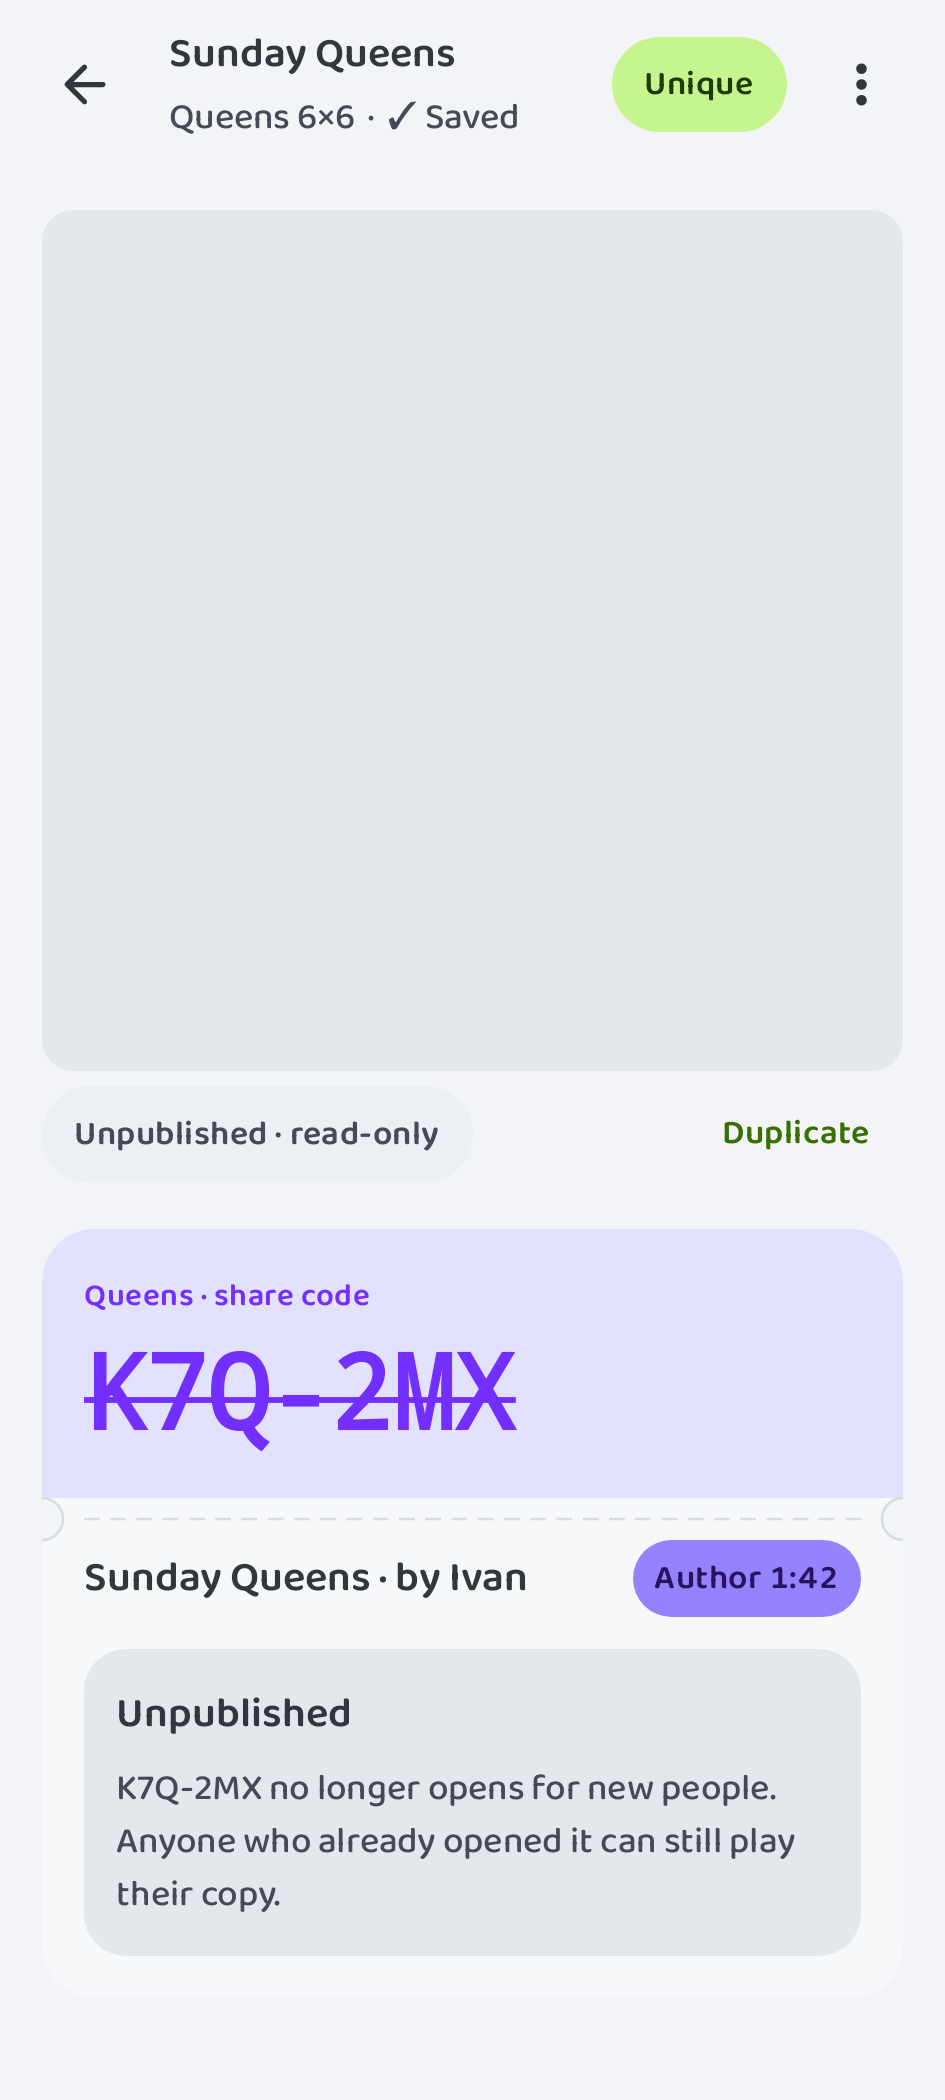 Sunday Queens
Queens 6×6 · ✓ Saved
Unique
Unpublished · read-only
Duplicate
Queens · share code
K7Q-2MX
Sunday Queens · by Ivan
Author 1:42
Unpublished
K7Q-2MX no longer opens for new people.
Anyone who already opened it can still play
their copy.